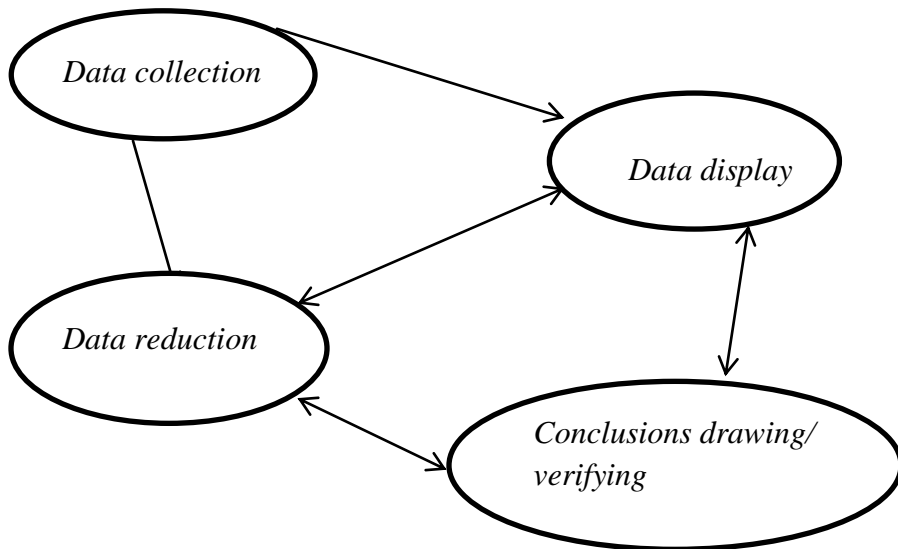 Data collection
Data display
Data reduction
Conclusions drawing/
verifying